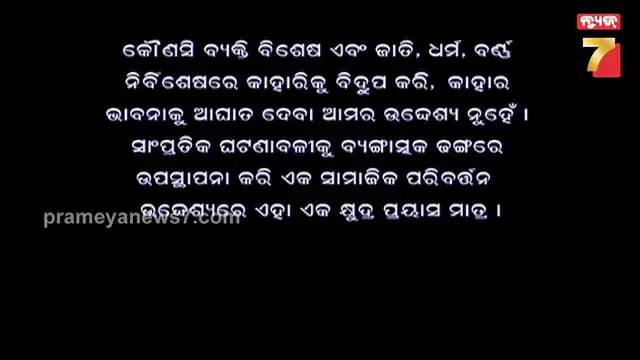 ନ୍ୟୁଜ୍
7
କୌଣସି ବ୍ୟକ୍ତି ବିଶେଷ ଏବଂ ଜାତି, ଧର୍ମ, ବର୍ଣ୍ଣ
ନିର୍ବିଶେଷରେ କାହାରିକୁ ବିଦ୍ରୁପ କରି, କାହାର
ଭାବନାକୁ ଆଘାତ ଦେବା ଆମର ଉଦ୍ଦେଶ୍ୟ ନୁହେଁ ।
ସାଂପ୍ରତିକ ଘଟଣାବଳୀକୁ ବ୍ୟଙ୍ଗାତ୍ମକ ଢଙ୍ଗରେ
ଉପସ୍ଥାପନା କରି ଏକ ସାମାଜିକ ପରିବର୍ତ୍ତନ
ଉଦ୍ଦେଶ୍ୟରେ ଏହା ଏକ କ୍ଷୁଦ୍ର ପ୍ରୟାସ ମାତ୍ର ।
prameyanews7.com